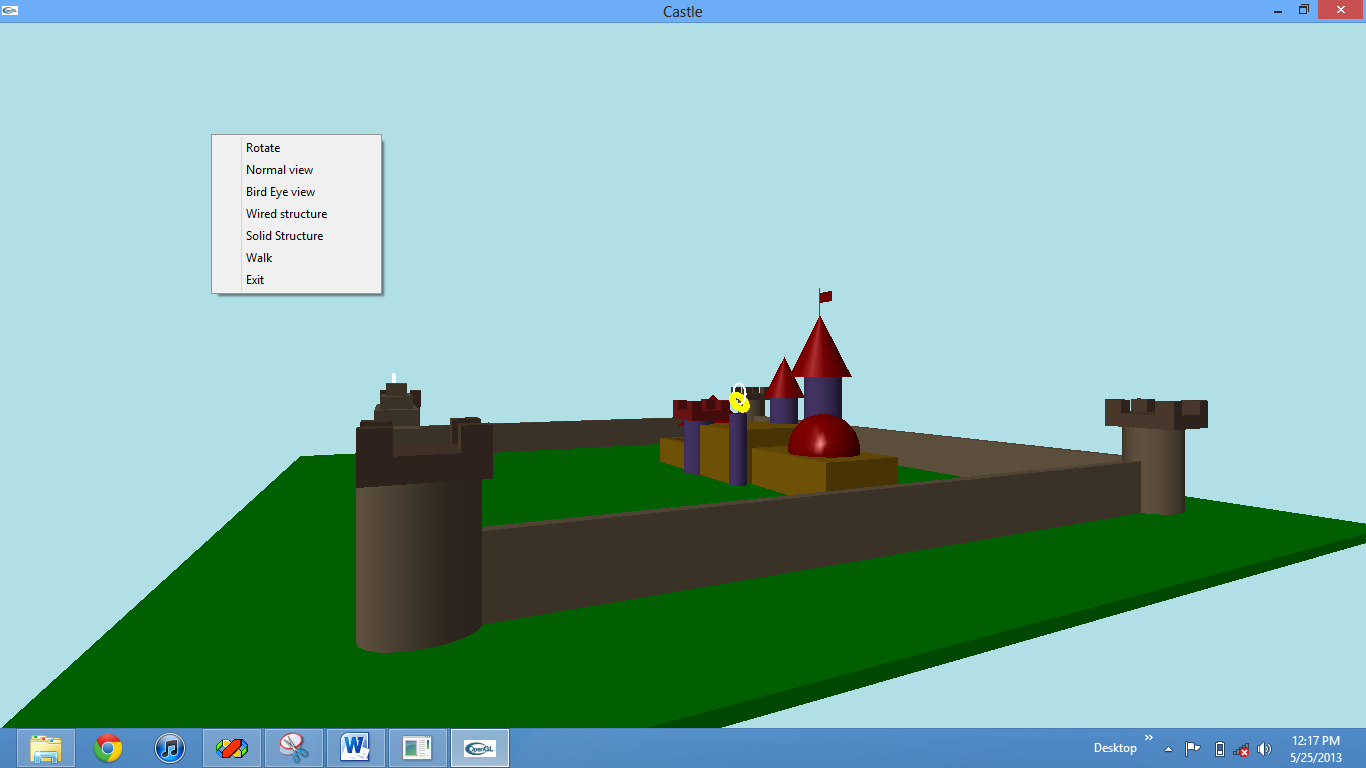 Castle
Rotate
Normal view
Bird Eye view
Wired structure
Solid Structure
Walk
Exit
OpenGL
Desktop
»
12:17 PM
5/25/2013